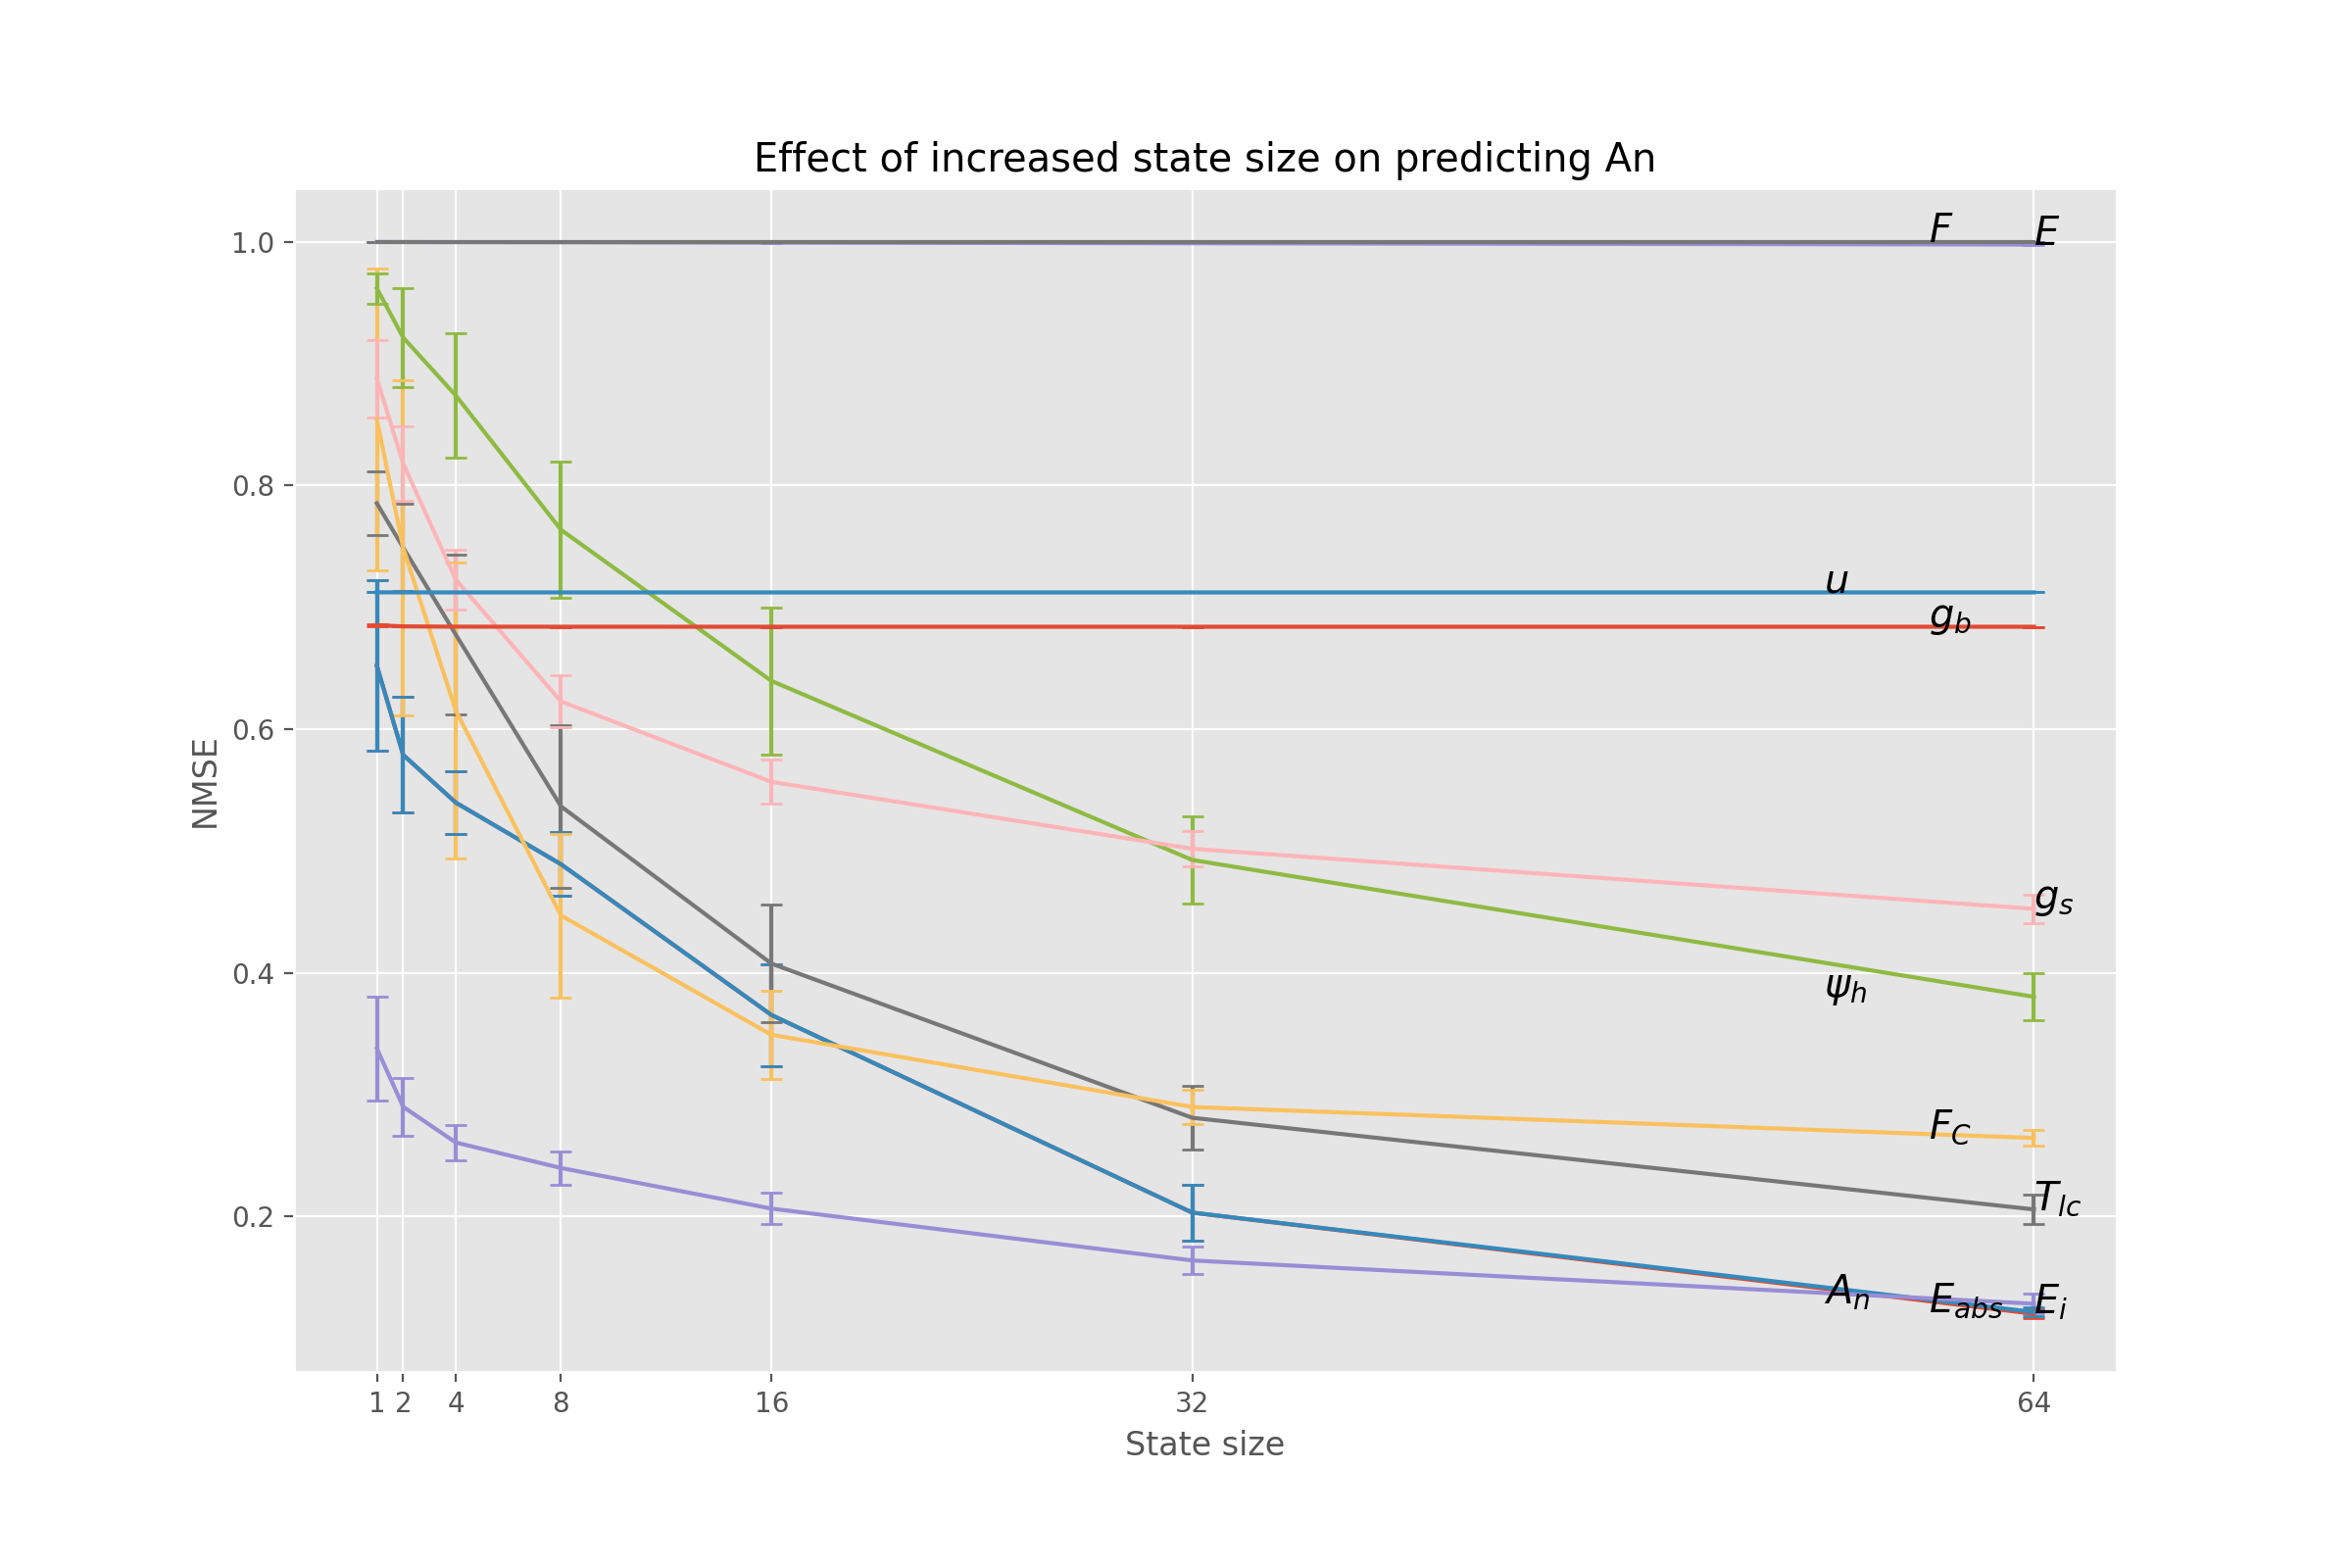 Effect of increased state size on predicting An
F E
1.0
0.8
u
g_b
0.6
NMSE
g_s
0.4
ψ_h
F_C
T_lc
0.2
A_n E_abs E_i
1 2 4 8 16 32 64
State size